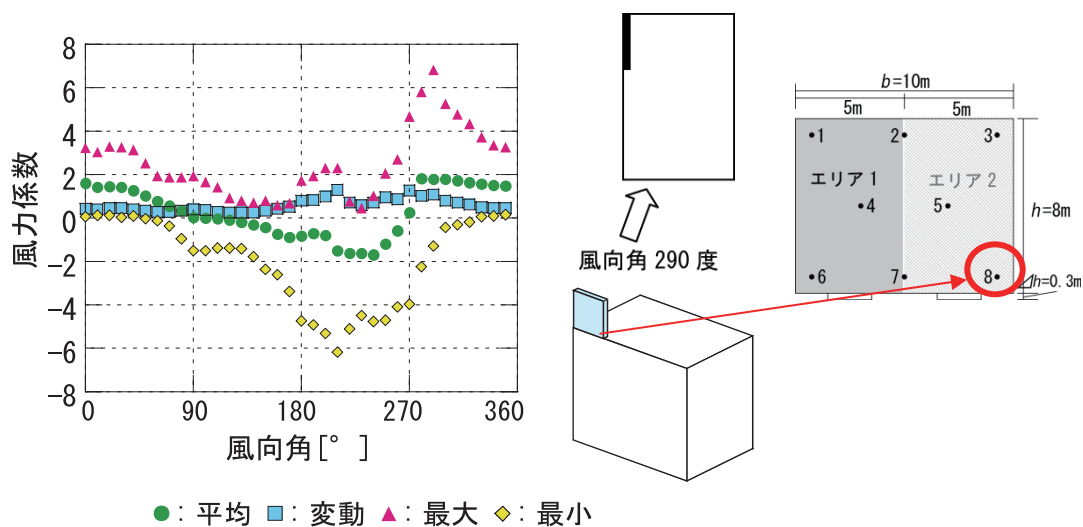 8
6
4
2
0
−2
−4
−6
−8
風力係数
0
90
180
270
360
風向角[°]
●：平均 ■：変動 ▲：最大 ◇：最小
風向角 290 度
b=10m
5m
5m
1
2
3
エリア 1
エリア 2
4
5
h=8m
6
7
8
h=0.3m